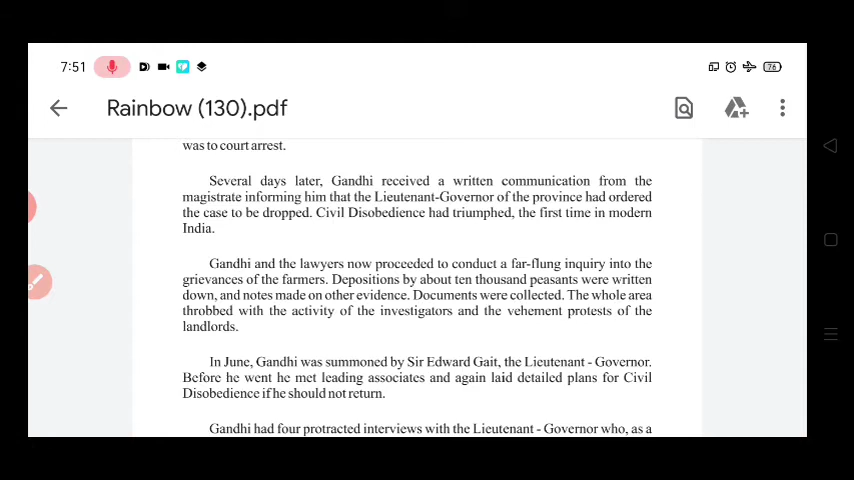 7:51
76
Rainbow (130).pdf
was to court arrest.
Several days later, Gandhi received a written communication from the
magistrate informing him that the Lieutenant-Governor of the province had ordered
the case to be dropped. Civil Disobedience had triumphed, the first time in modern
India.
Gandhi and the lawyers now proceeded to conduct a far-flung inquiry into the
grievances of the farmers. Depositions by about ten thousand peasants were written
down, and notes made on other evidence. Documents were collected. The whole area
throbbed with the activity of the investigators and the vehement protests of the
landlords.
In June, Gandhi was summoned by Sir Edward Gait, the Lieutenant - Governor.
Before he went he met leading associates and again laid detailed plans for Civil
Disobedience if he should not return.
Gandhi had four protracted interviews with the Lieutenant - Governor who, as a